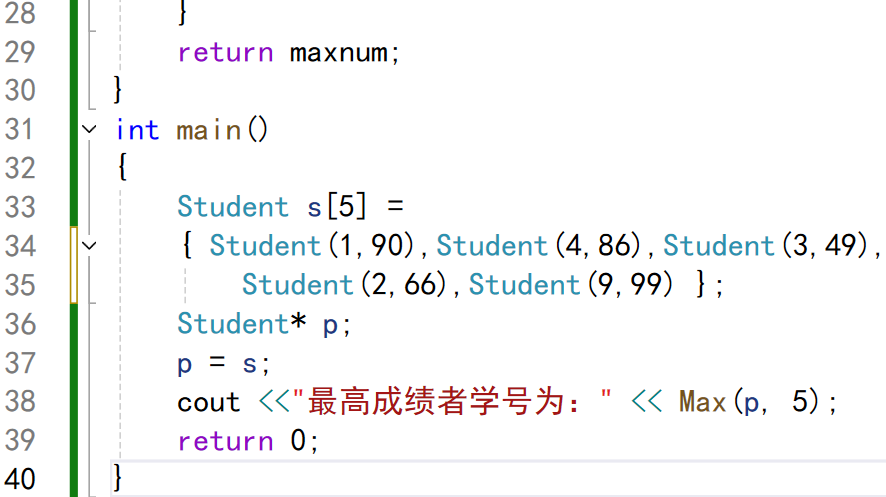 28 }
29 return maxnum;
30 }
31 int main()
32 {
33 Student s[5] =
34 { Student(1,90),Student(4,86),Student(3,49),
35 Student(2,66),Student(9,99) };
36 Student* p;
37 p = s;
38 cout <<"最高成绩者学号为：" << Max(p, 5);
39 return 0;
40 }